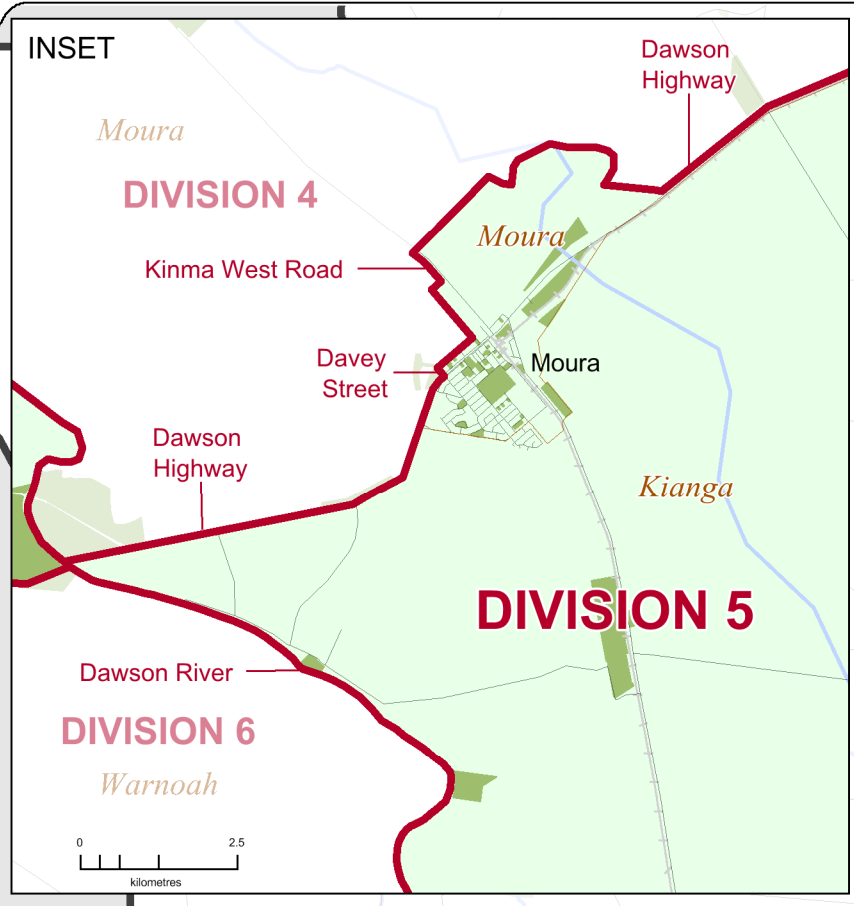 INSET
Dawson
Highway
Moura
DIVISION 4
Moura
Kinma West Road
Davey
Street
Moura
Dawson
Highway
Kianga
DIVISION 5
Dawson River
DIVISION 6
Warnoah
0 2.5
kilometres